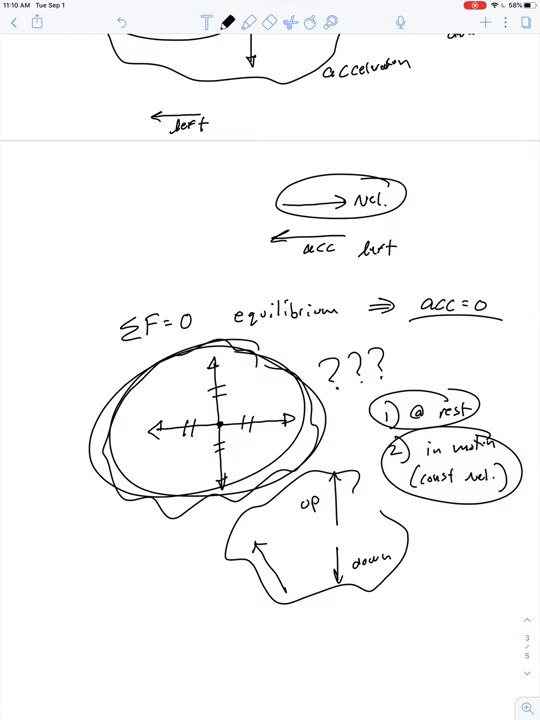 11:10 AM Tue Sep 1
58%
acceleration
left
vel.
acc left
ΣF=0 equilibrium ⇒ acc=0
???
1) @ rest
2) in motion
(const vel.)
up
down
3
/
5